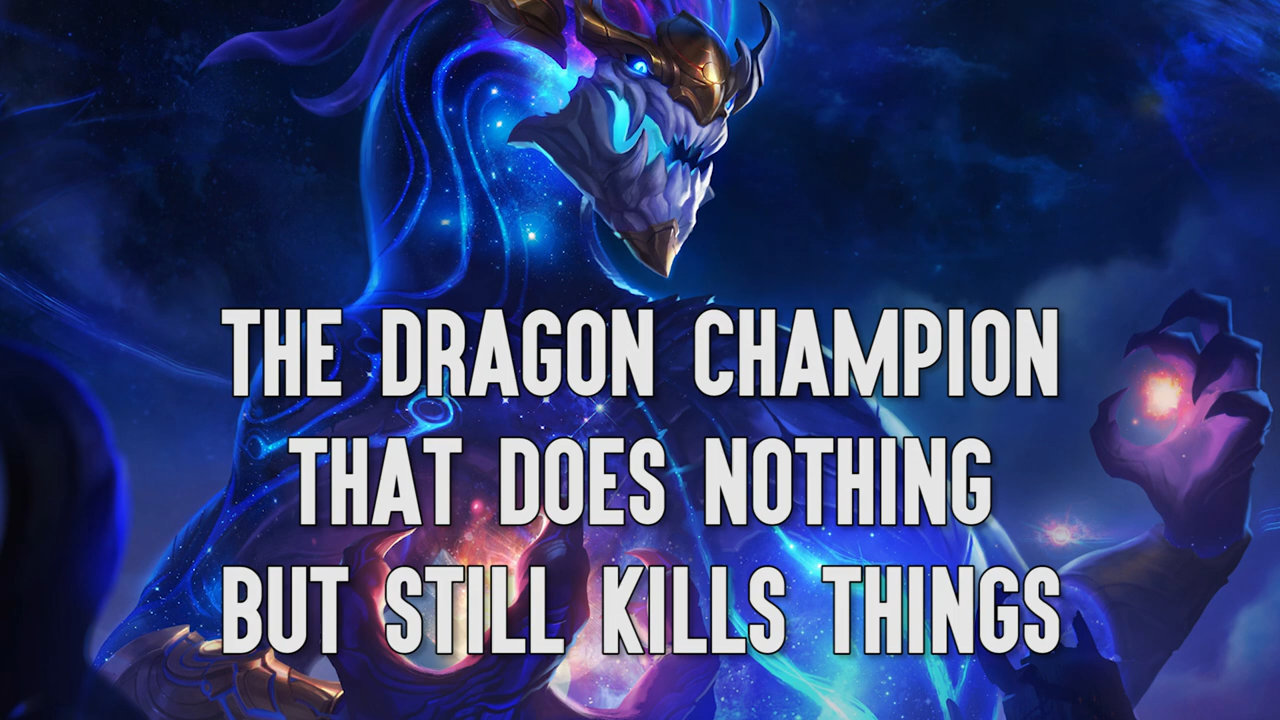 THE DRAGON CHAMPION
THAT DOES NOTHING
BUT STILL KILLS THINGS